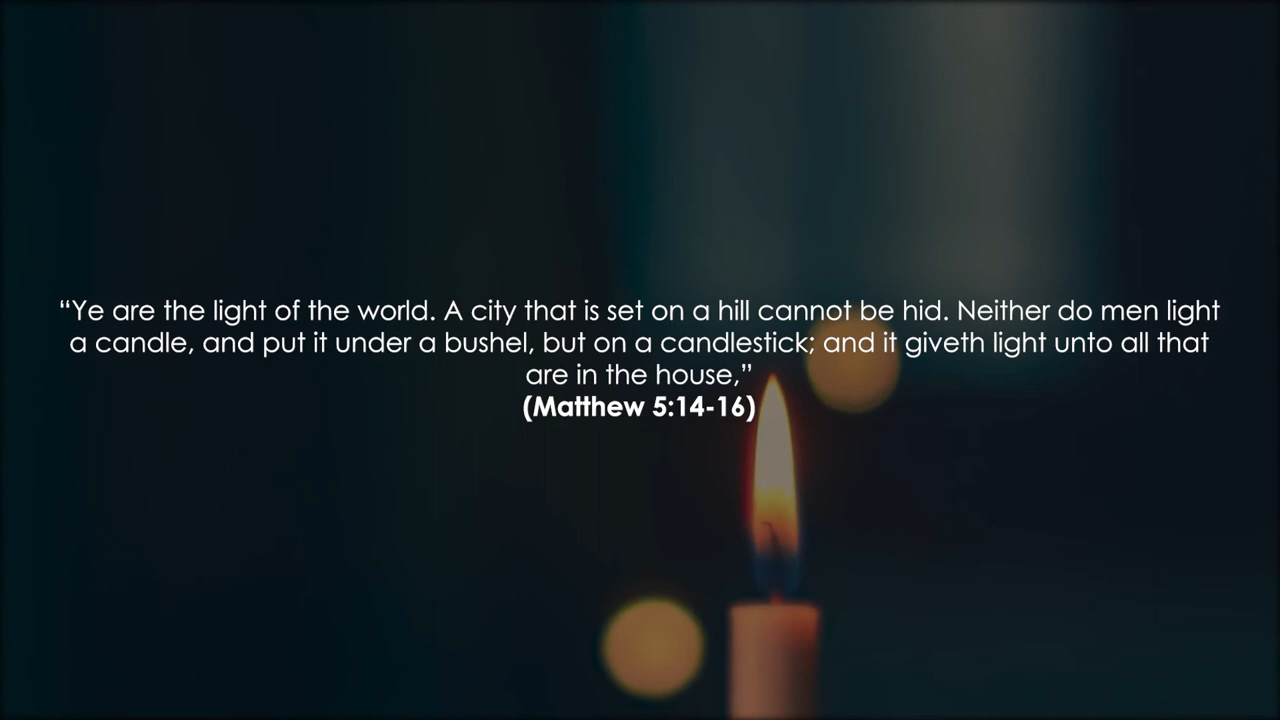 “Ye are the light of the world. A city that is set on a hill cannot be hid. Neither do men light
a candle, and put it under a bushel, but on a candlestick; and it giveth light unto all that
are in the house,”
(Matthew 5:14-16)